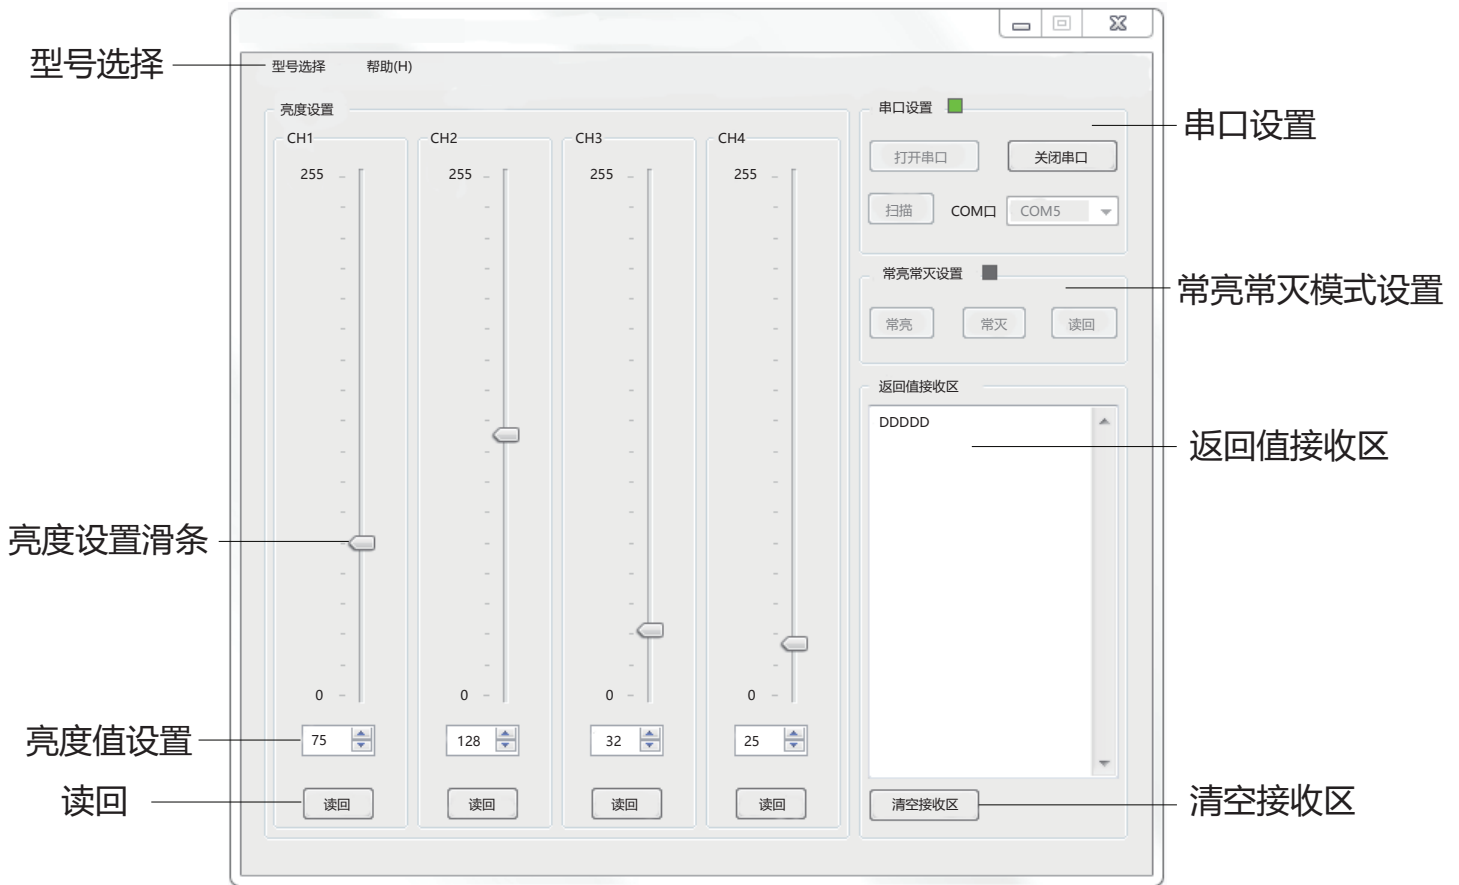 型号选择
型号选择 帮助(H)
亮度设置
CH1 CH2 CH3 CH4
255 255 255 255
0 0 0 0
75 128 32 25
读回 读回 读回 读回
串口设置
打开串口 关闭串口
扫描 COM口 COM5
常亮常灭设置
常亮 常灭 读回
返回值接收区
DDDDD
清空接收区
亮度设置滑条
亮度值设置
读回
串口设置
常亮常灭模式设置
返回值接收区
清空接收区